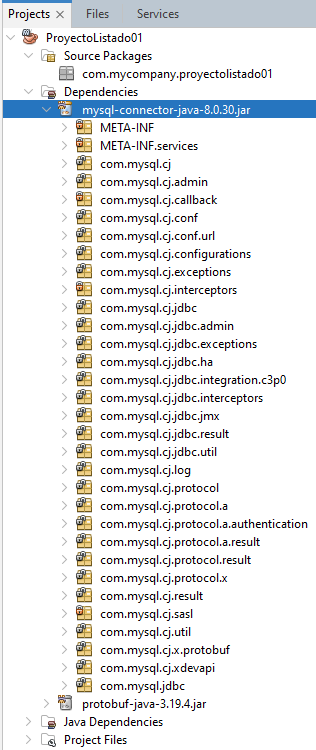 Projects × Files Services
ProyectoListado01
Source Packages
com.mycompany.proyectolistado01
Dependencies
mysql-connector-java-8.0.30.jar
META-INF
META-INF.services
com.mysql.cj
com.mysql.cj.admin
com.mysql.cj.callback
com.mysql.cj.conf
com.mysql.cj.conf.url
com.mysql.cj.configurations
com.mysql.cj.exceptions
com.mysql.cj.interceptors
com.mysql.cj.jdbc
com.mysql.cj.jdbc.admin
com.mysql.cj.jdbc.exceptions
com.mysql.cj.jdbc.ha
com.mysql.cj.jdbc.integration.c3p0
com.mysql.cj.jdbc.interceptors
com.mysql.cj.jdbc.jmx
com.mysql.cj.jdbc.result
com.mysql.cj.jdbc.util
com.mysql.cj.log
com.mysql.cj.protocol
com.mysql.cj.protocol.a
com.mysql.cj.protocol.a.authentication
com.mysql.cj.protocol.a.result
com.mysql.cj.protocol.result
com.mysql.cj.protocol.x
com.mysql.cj.result
com.mysql.cj.sasl
com.mysql.cj.util
com.mysql.cj.x.protobuf
com.mysql.cj.xdevapi
com.mysql.jdbc
protobuf-java-3.19.4.jar
Java Dependencies
Project Files